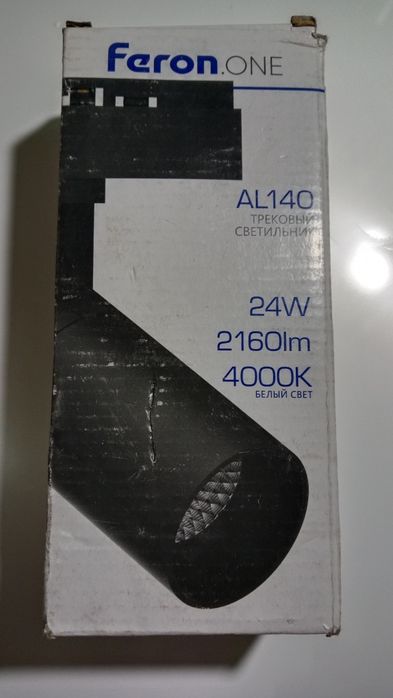 Feron.ONE
AL140
ТРЕКОВЫЙ
СВЕТИЛЬНИК
24W
2160lm
4000K
БЕЛЫЙ СВЕТ